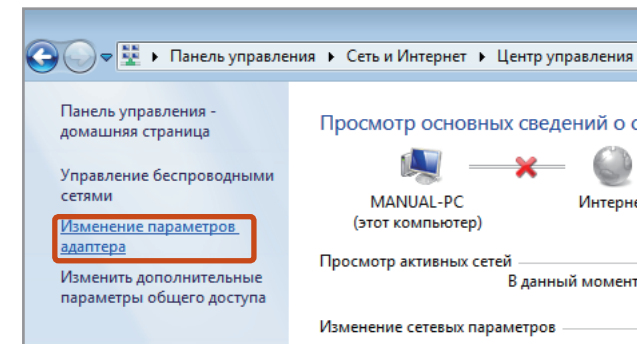 Панель управления ▸ Сеть и Интернет ▸ Центр управления
Панель управления -
домашняя страница
Управление беспроводными
сетями
Изменение параметров
адаптера
Изменить дополнительные
параметры общего доступа
Просмотр основных сведений о
MANUAL-PC
(этот компьютер)
Просмотр активных сетей
В данный момент
Изменение сетевых параметров